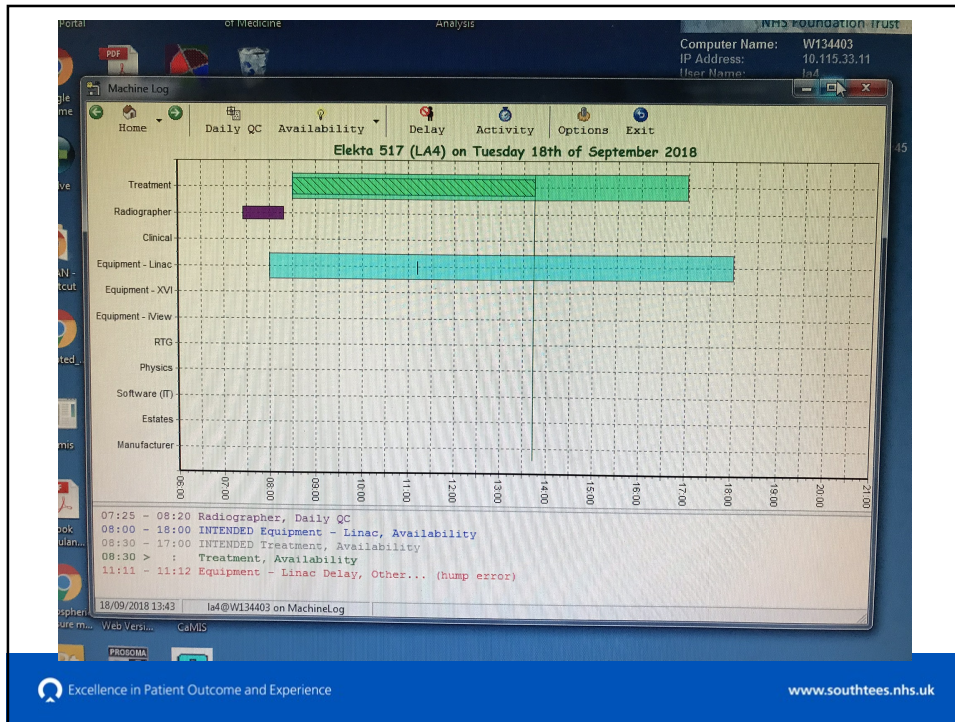 Portal
of Medicine
Analysis
NHS Foundation Trust
Computer Name: W134403
IP Address: 10.115.33.11
User Name: la4
PDF
gle
me
45
Machine Log
Home
Daily QC
Availability
Delay
Activity
Options
Exit
Elekta 517 (LA4) on Tuesday 18th of September 2018
Treatment
Radiographer
Clinical
Equipment - Linac
Equipment - XVI
Equipment - iView
RTG
Physics
Software (IT)
Estates
Manufacturer
06:00 07:00 08:00 09:00 10:00 11:00 12:00 13:00 14:00 15:00 16:00 17:00 18:00 19:00 20:00 21:00
07:25 - 08:20 Radiographer, Daily QC
08:00 - 18:00 INTENDED Equipment - Linac, Availability
08:30 - 17:00 INTENDED Treatment, Availability
08:30 > : Treatment, Availability
11:11 - 11:12 Equipment - Linac Delay, Other... (hump error)
18/09/2018 13:43 la4@W134403 on MachineLog
Web Versi...
CaMIS
PROSOMA
Excellence in Patient Outcome and Experience
www.southtees.nhs.uk